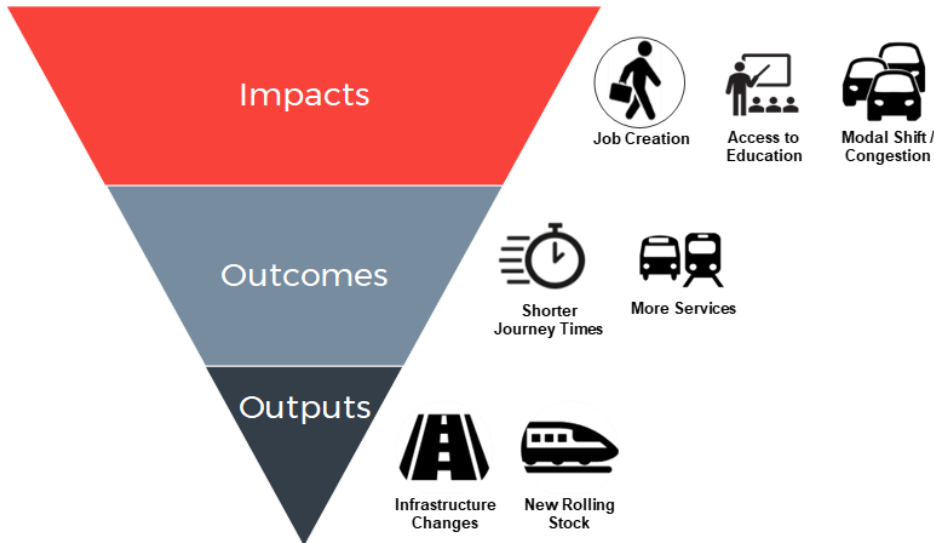 Impacts
Job Creation
Access to
Education
Modal Shift /
Congestion
Outcomes
Shorter
Journey Times
More Services
Outputs
Infrastructure
Changes
New Rolling
Stock